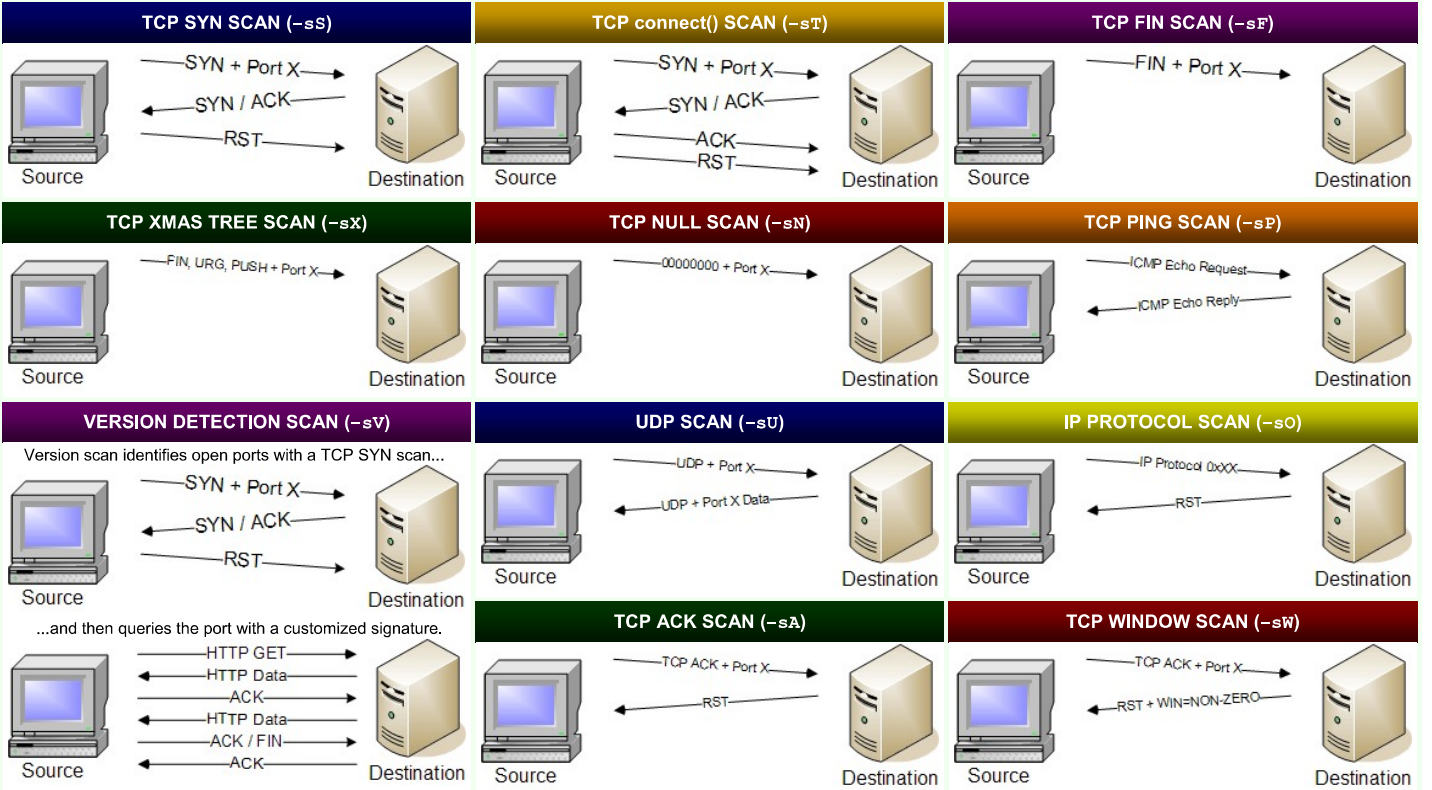 TCP SYN SCAN (-sS)
SYN + Port X
SYN / ACK
RST
Source
Destination
TCP connect() SCAN (-sT)
SYN + Port X
SYN / ACK
ACK
RST
Source
Destination
TCP FIN SCAN (-sF)
FIN + Port X
Source
Destination
TCP XMAS TREE SCAN (-sX)
FIN, URG, PUSH + Port X
Source
Destination
TCP NULL SCAN (-sN)
00000000 + Port X
Source
Destination
TCP PING SCAN (-sP)
ICMP Echo Request
ICMP Echo Reply
Source
Destination
VERSION DETECTION SCAN (-sV)
Version scan identifies open ports with a TCP SYN scan...
SYN + Port X
SYN / ACK
RST
Source
Destination
...and then queries the port with a customized signature.
HTTP GET
HTTP Data
ACK
HTTP Data
ACK / FIN
ACK
Source
Destination
UDP SCAN (-sU)
UDP + Port X
UDP + Port X Data
Source
Destination
IP PROTOCOL SCAN (-sO)
IP Protocol 0xXX
RST
Source
Destination
TCP ACK SCAN (-sA)
TCP ACK + Port X
RST
Source
Destination
TCP WINDOW SCAN (-sW)
TCP ACK + Port X
RST + WIN=NON-ZERO
Source
Destination